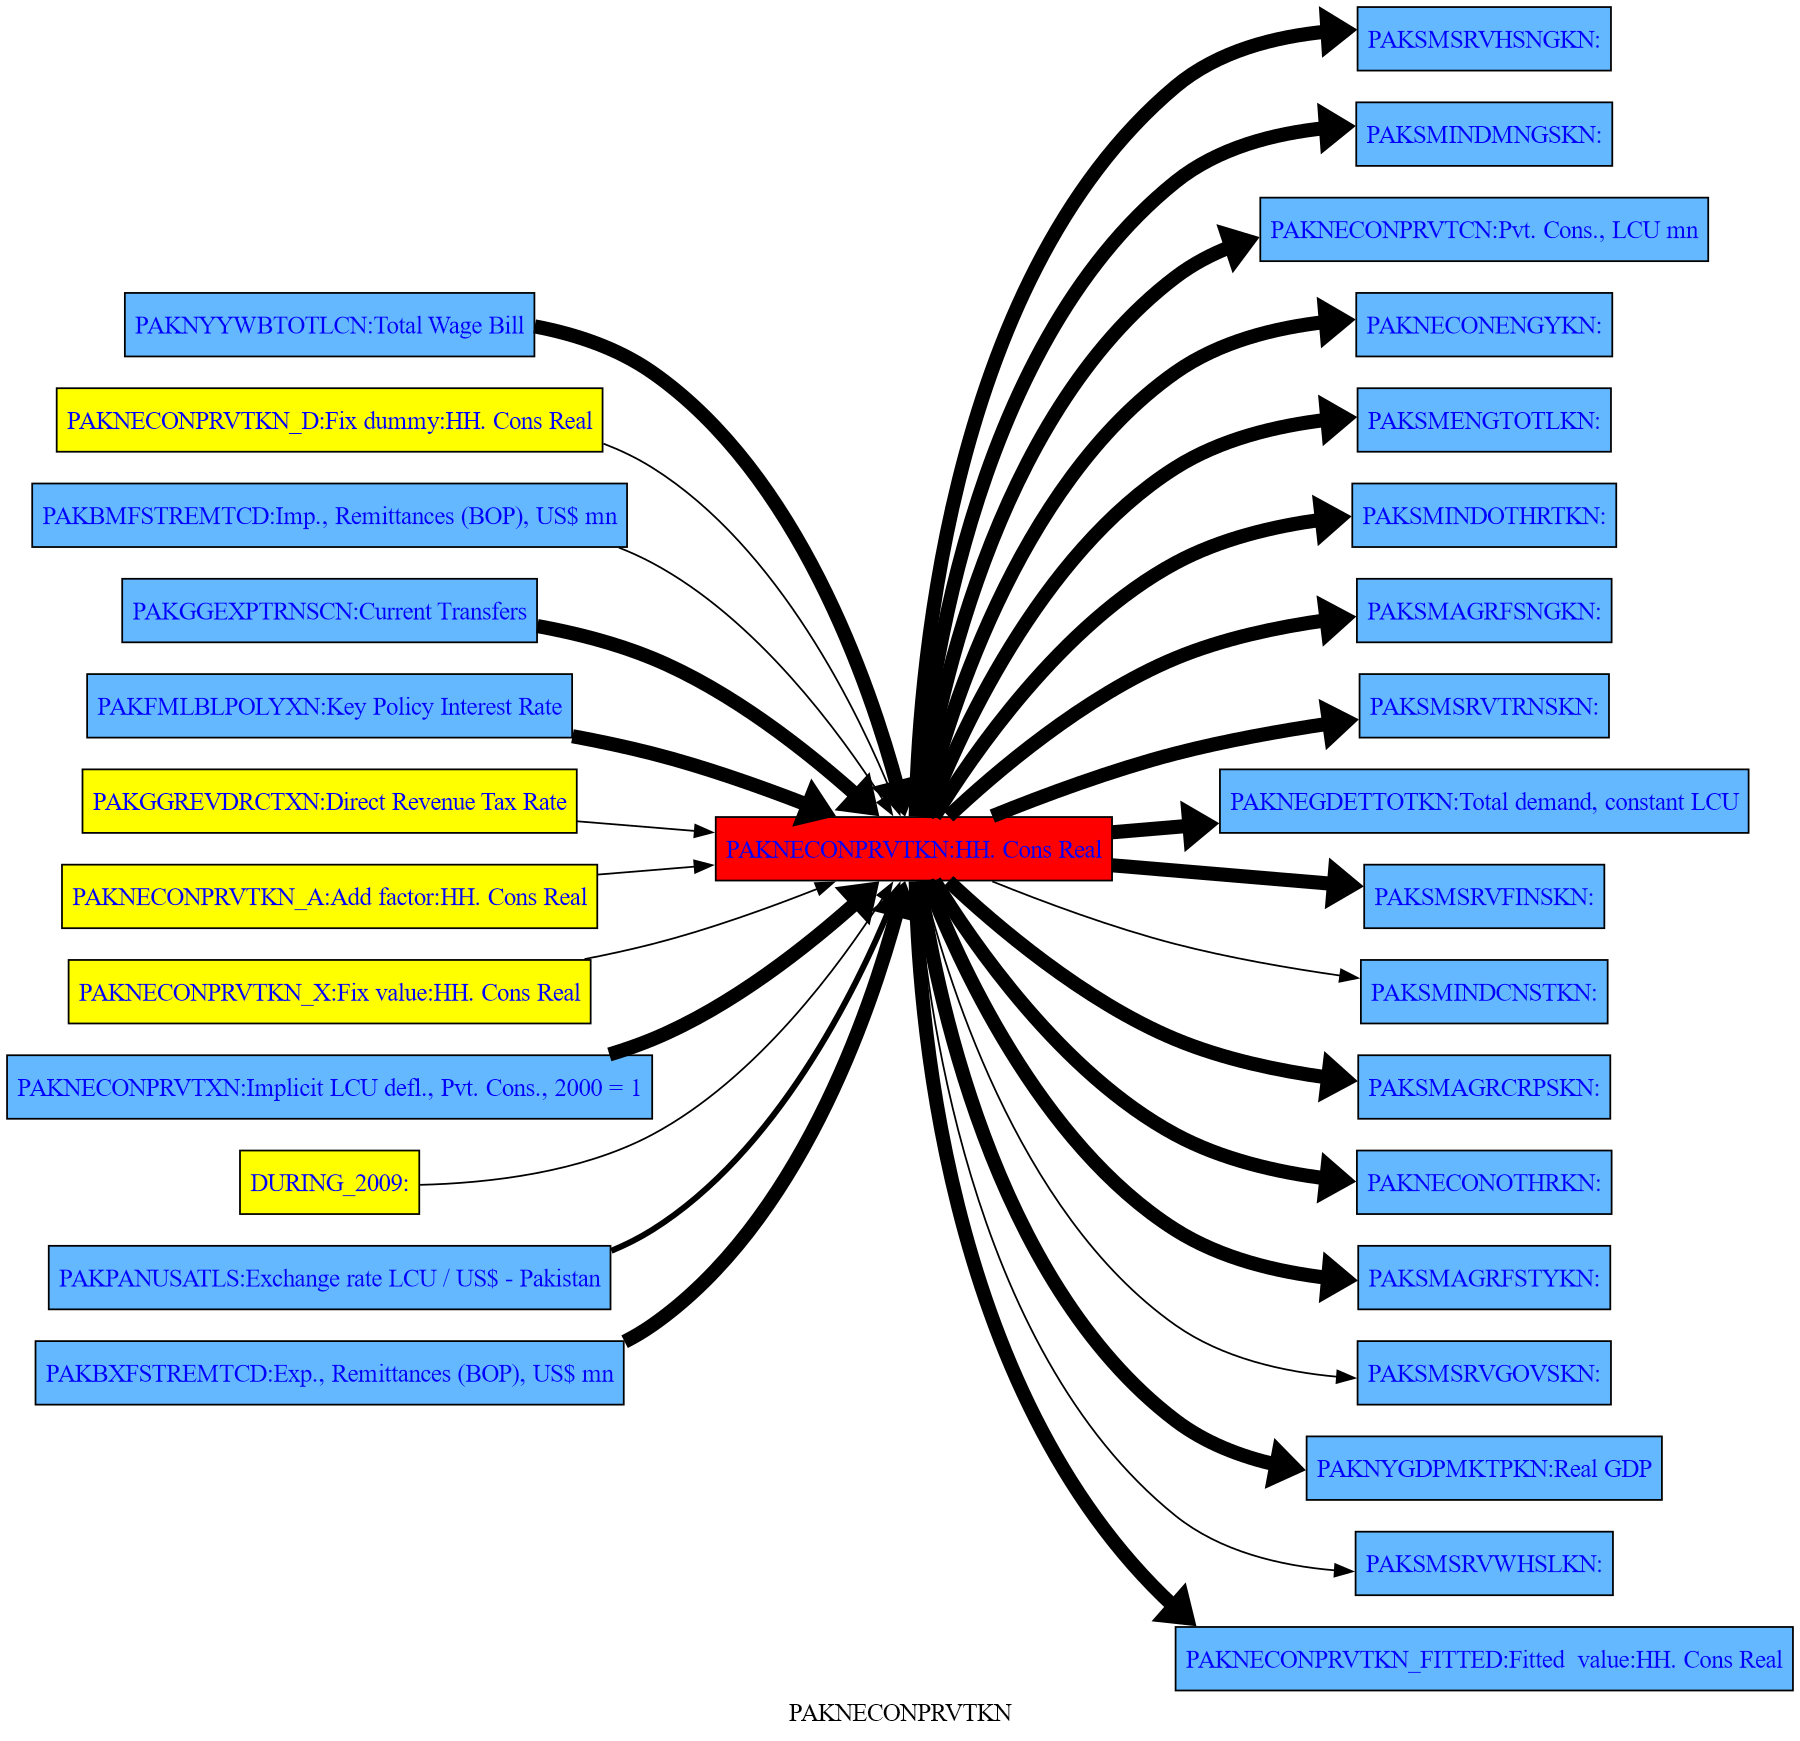 PAKNYYWBTOTLCN:Total Wage Bill
PAKNECONPRVTKN_D:Fix dummy:HH. Cons Real
PAKBMFSTREMTCD:Imp., Remittances (BOP), US$ mn
PAKGGEXPTRNSCN:Current Transfers
PAKFMLBLPOLYXN:Key Policy Interest Rate
PAKGGREVDRCTXN:Direct Revenue Tax Rate
PAKNECONPRVTKN_A:Add factor:HH. Cons Real
PAKNECONPRVTKN_X:Fix value:HH. Cons Real
PAKNECONPRVTXN:Implicit LCU defl., Pvt. Cons., 2000 = 1
DURING_2009:
PAKPANUSATLS:Exchange rate LCU / US$ - Pakistan
PAKBXFSTREMTCD:Exp., Remittances (BOP), US$ mn
PAKNECONPRVTKN:HH. Cons Real
PAKSMSRVHSNGKN:
PAKSMINDMNGSKN:
PAKNECONPRVTCN:Pvt. Cons., LCU mn
PAKNECONENGYKN:
PAKSMENGTOTLKN:
PAKSMINDOTHRTKN:
PAKSMAGRFSNGKN:
PAKSMSRVTRNSKN:
PAKNEGDETTOTKN:Total demand, constant LCU
PAKSMSRVFINSKN:
PAKSMINDCNSTKN:
PAKSMAGRCRPSKN:
PAKNECONOTHRKN:
PAKSMAGRFSTYKN:
PAKSMSRVGOVSKN:
PAKNYGDPMKTPKN:Real GDP
PAKSMSRVWHSLKN:
PAKNECONPRVTKN_FITTED:Fitted  value:HH. Cons Real
PAKNECONPRVTKN